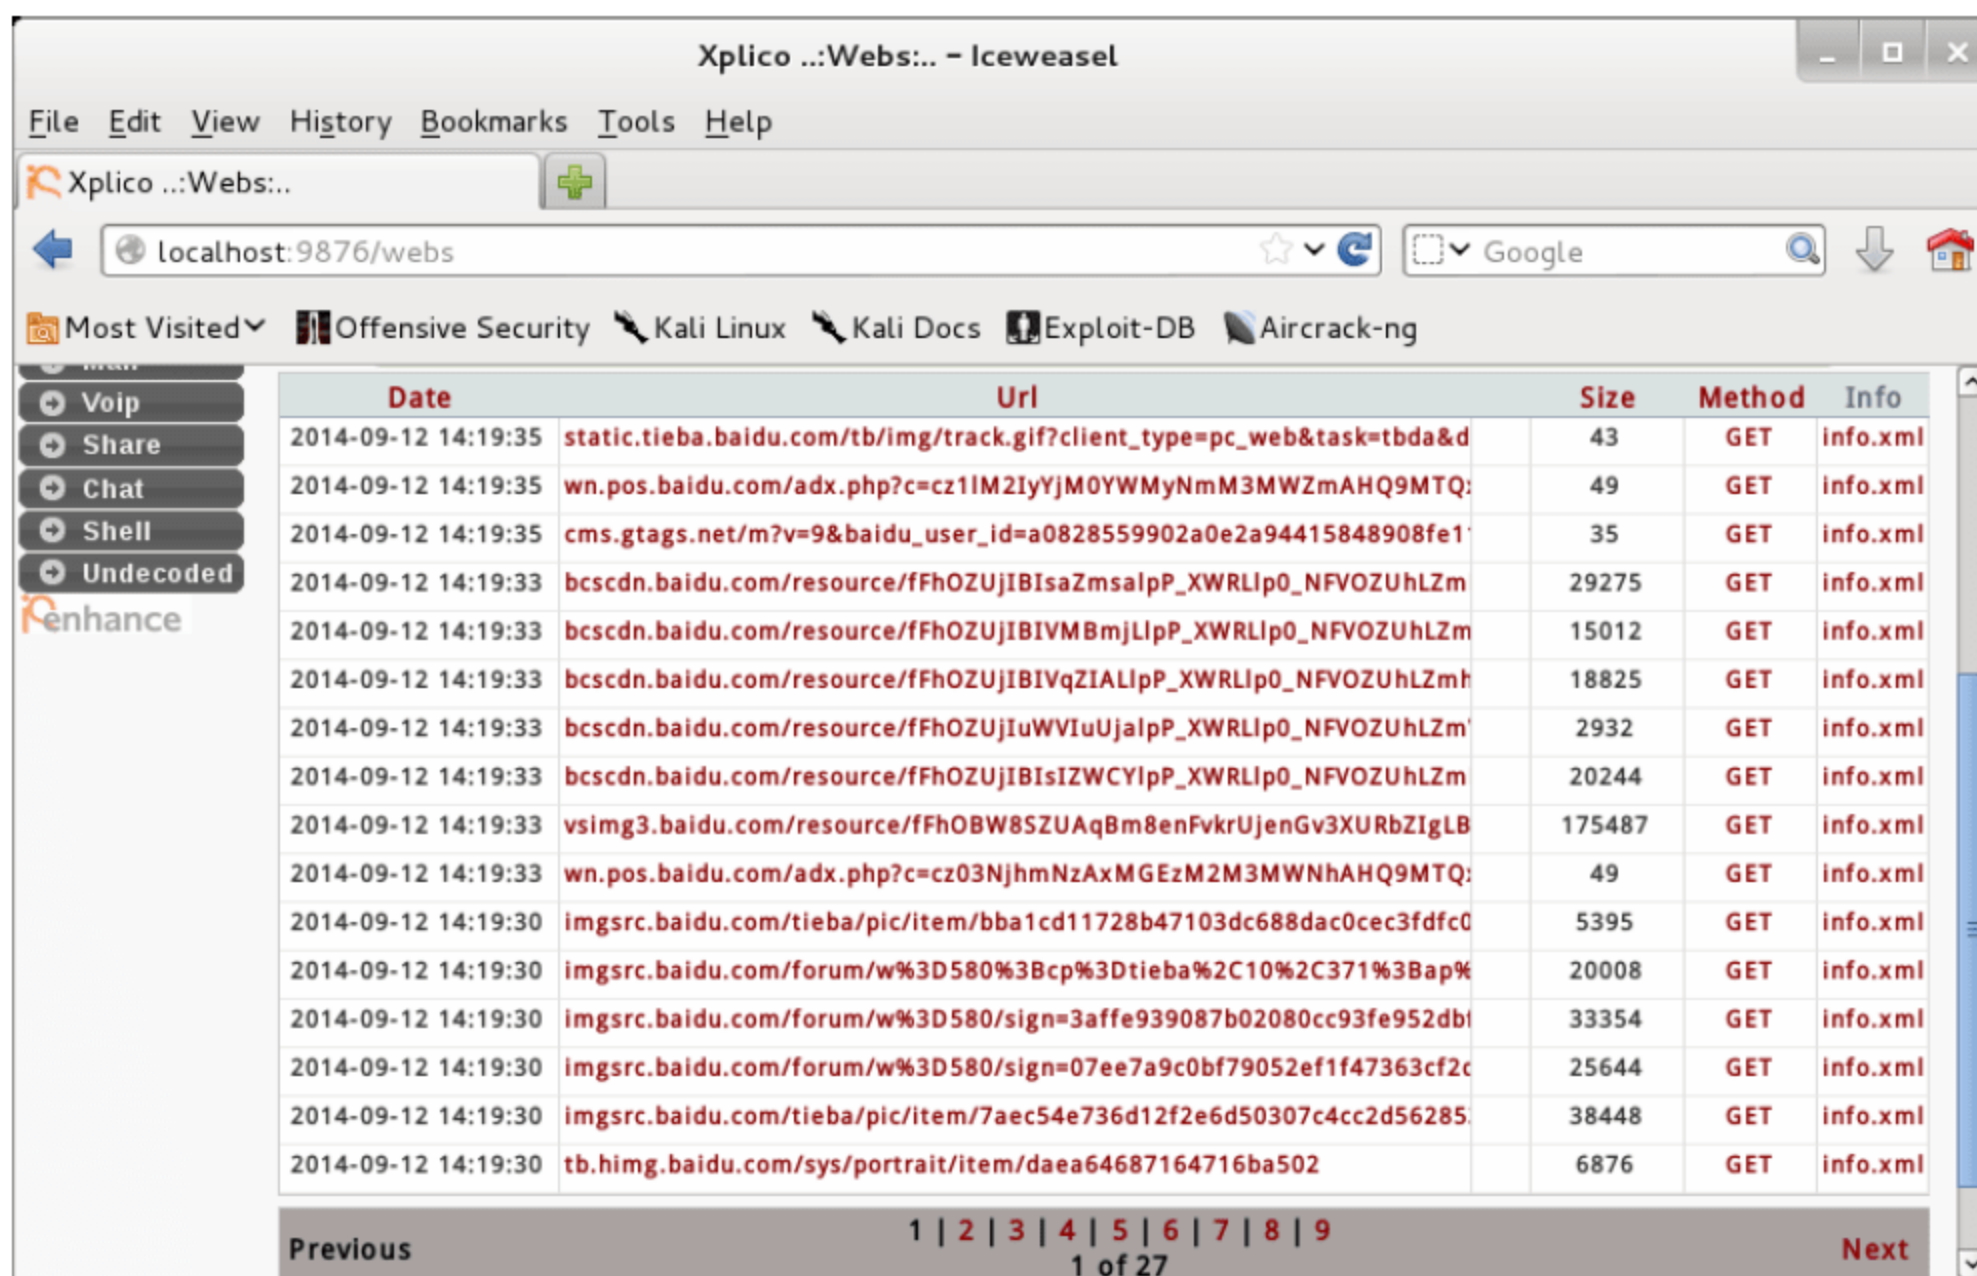 Xplico ..:Webs:.. – Iceweasel
File Edit View History Bookmarks Tools Help
Xplico ..:Webs:..
localhost:9876/webs Google
Most Visited Offensive Security Kali Linux Kali Docs Exploit-DB Aircrack-ng
Voip
Share
Chat
Shell
Undecoded
enhance
Date Url Size Method Info
2014-09-12 14:19:35 static.tieba.baidu.com/tb/img/track.gif?client_type=pc_web&task=tbda&d 43 GET info.xml
2014-09-12 14:19:35 wn.pos.baidu.com/adx.php?c=cz1lM2IyYjM0YWMyNmM3MWZmAHQ9MTQ 49 GET info.xml
2014-09-12 14:19:35 cms.gtags.net/m?v=9&baidu_user_id=a0828559902a0e2a94415848908fe1 35 GET info.xml
2014-09-12 14:19:33 bcscdn.baidu.com/resource/fFhOZUjIBIsaZmsalpP_XWRLlp0_NFVOZUhLZm 29275 GET info.xml
2014-09-12 14:19:33 bcscdn.baidu.com/resource/fFhOZUjIBIVMBmjLlpP_XWRLlp0_NFVOZUhLZm 15012 GET info.xml
2014-09-12 14:19:33 bcscdn.baidu.com/resource/fFhOZUjIBIVqZIALlpP_XWRLlp0_NFVOZUhLZmh 18825 GET info.xml
2014-09-12 14:19:33 bcscdn.baidu.com/resource/fFhOZUjIuWVIuUjalpP_XWRLlp0_NFVOZUhLZm 2932 GET info.xml
2014-09-12 14:19:33 bcscdn.baidu.com/resource/fFhOZUjIBIsIZWCYlpP_XWRLlp0_NFVOZUhLZm 20244 GET info.xml
2014-09-12 14:19:33 vsimg3.baidu.com/resource/fFhOBW8SZUAqBm8enFvkrUjenGv3XURbZIgLB 175487 GET info.xml
2014-09-12 14:19:33 wn.pos.baidu.com/adx.php?c=cz03NjhmNzAxMGEzM2M3MWNhAHQ9MTQ 49 GET info.xml
2014-09-12 14:19:30 imgsrc.baidu.com/tieba/pic/item/bba1cd11728b47103dc688dac0cec3fdfc0 5395 GET info.xml
2014-09-12 14:19:30 imgsrc.baidu.com/forum/w%3D580%3Bcp%3Dtieba%2C10%2C371%3Bap% 20008 GET info.xml
2014-09-12 14:19:30 imgsrc.baidu.com/forum/w%3D580/sign=3affe939087b02080cc93fe952db 33354 GET info.xml
2014-09-12 14:19:30 imgsrc.baidu.com/forum/w%3D580/sign=07ee7a9c0bf79052ef1f47363cf2 25644 GET info.xml
2014-09-12 14:19:30 imgsrc.baidu.com/tieba/pic/item/7aec54e736d12f2e6d50307c4cc2d56285 38448 GET info.xml
2014-09-12 14:19:30 tb.himg.baidu.com/sys/portrait/item/daea64687164716ba502 6876 GET info.xml
1 | 2 | 3 | 4 | 5 | 6 | 7 | 8 | 9
Previous Next
1 of 27